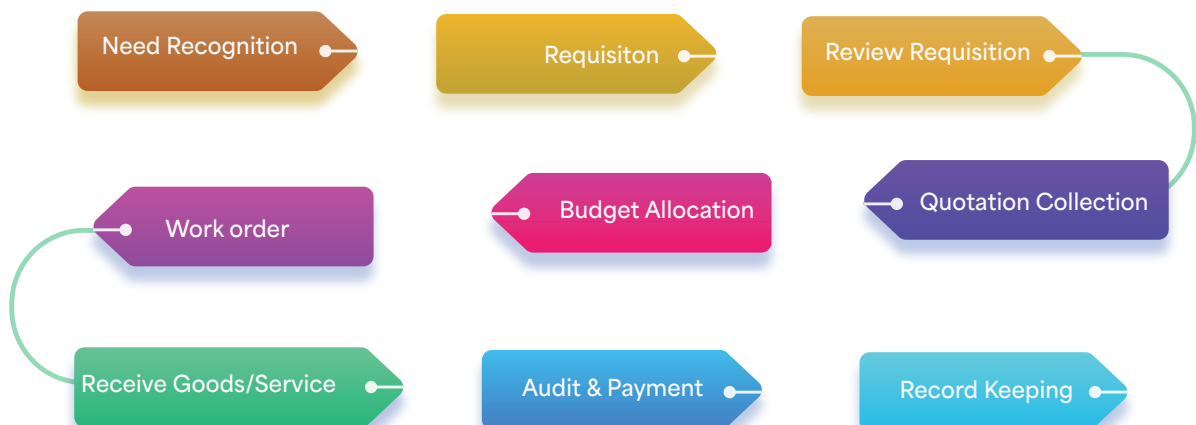 Need Recognition
Requisiton
Review Requisition
Quotation Collection
Budget Allocation
Work order
Receive Goods/Service
Audit & Payment
Record Keeping